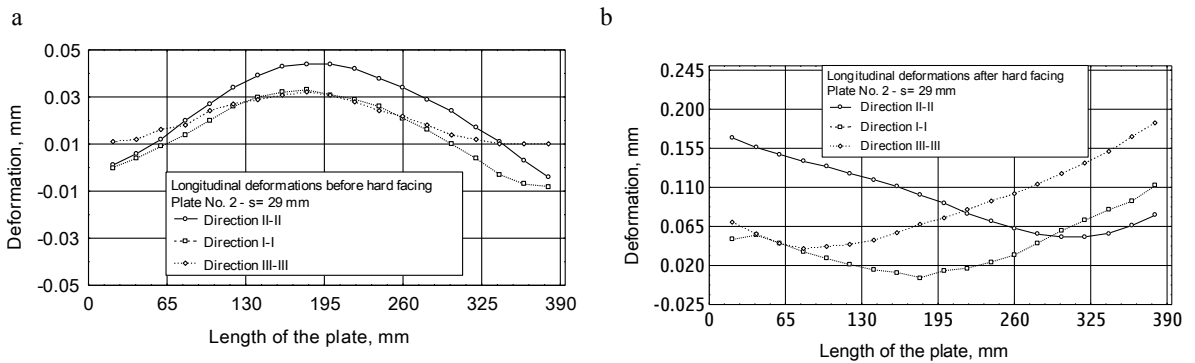 a
0.05
0.03
0.01
-0.01
-0.03
-0.05
Deformation, mm
Longitudinal deformations before hard facing
Plate No. 2 - s= 29 mm
Direction II-II
Direction I-I
Direction III-III
0 65 130 195 260 325 390
Length of the plate, mm
b
0.245
0.200
0.155
0.110
0.065
0.020
-0.025
Deformation, mm
Longitudinal deformations after hard facing
Plate No. 2 - s= 29 mm
Direction II-II
Direction I-I
Direction III-III
0 65 130 195 260 325 390
Length of the plate, mm